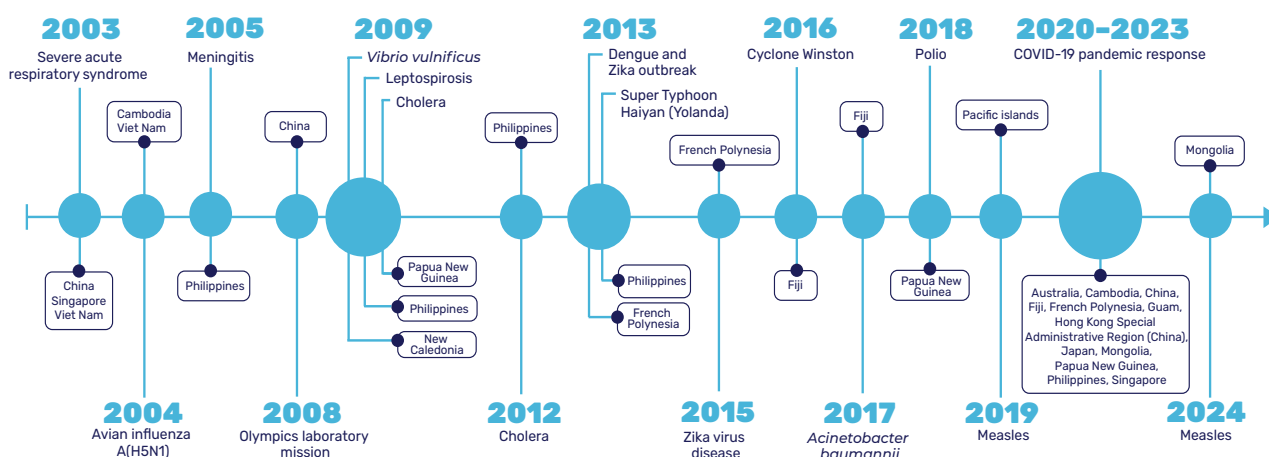 2003
Severe acute
respiratory syndrome
China
Singapore
Viet Nam
Cambodia
Viet Nam
2004
Avian influenza
A(H5N1)
2005
Meningitis
Philippines
China
2008
Olympics laboratory
mission
2009
Vibrio vulnificus
Leptospirosis
Cholera
Papua New
Guinea
Philippines
New
Caledonia
Philippines
2012
Cholera
2013
Dengue and
Zika outbreak
Super Typhoon
Haiyan (Yolanda)
Philippines
French
Polynesia
French Polynesia
2015
Zika virus
disease
2016
Cyclone Winston
Fiji
Fiji
2017
Acinetobacter
baumannii
2018
Polio
Papua New
Guinea
Pacific islands
2019
Measles
2020–2023
COVID-19 pandemic response
Australia, Cambodia, China,
Fiji, French Polynesia, Guam,
Hong Kong Special
Administrative Region (China),
Japan, Mongolia,
Papua New Guinea,
Philippines, Singapore
Mongolia
2024
Measles